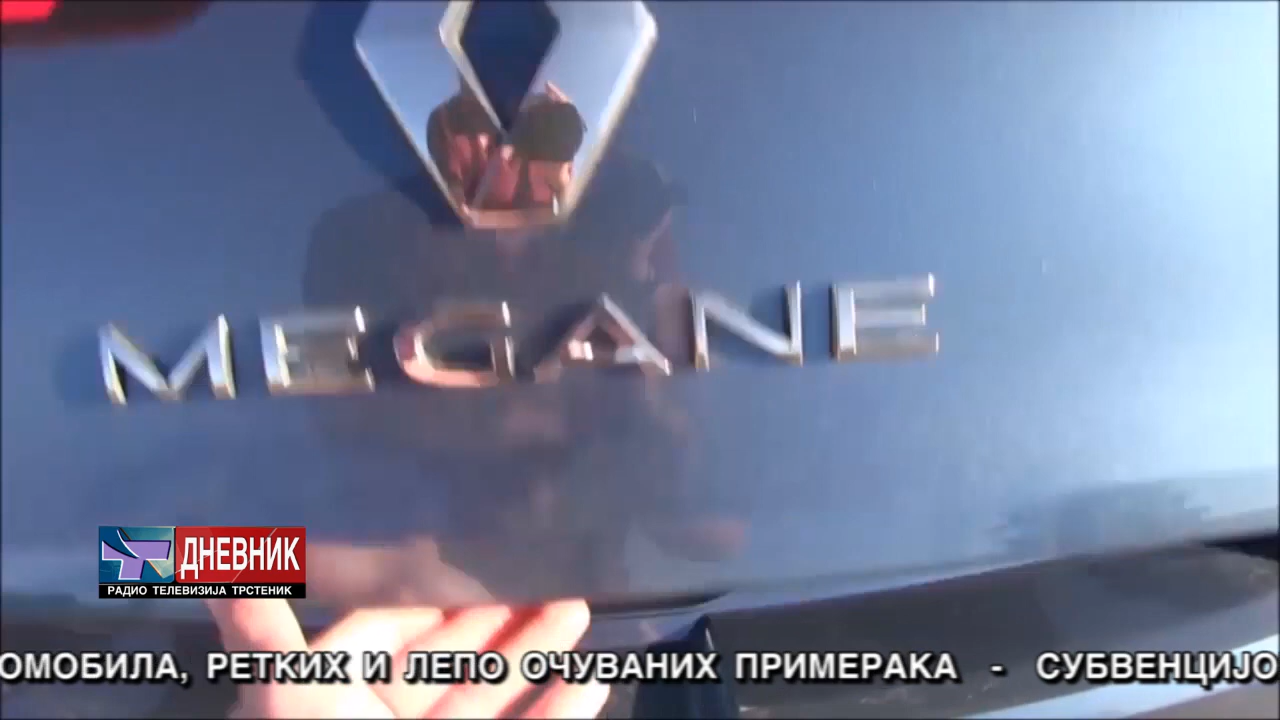 MEGANE
ДНЕВНИК
РАДИО ТЕЛЕВИЗИЈА ТРСТЕНИК
ОМОБИЛА, РЕТКИХ И ЛЕПО ОЧУВАНИХ ПРИМЕРАКА - СУБВЕНЦИЈО